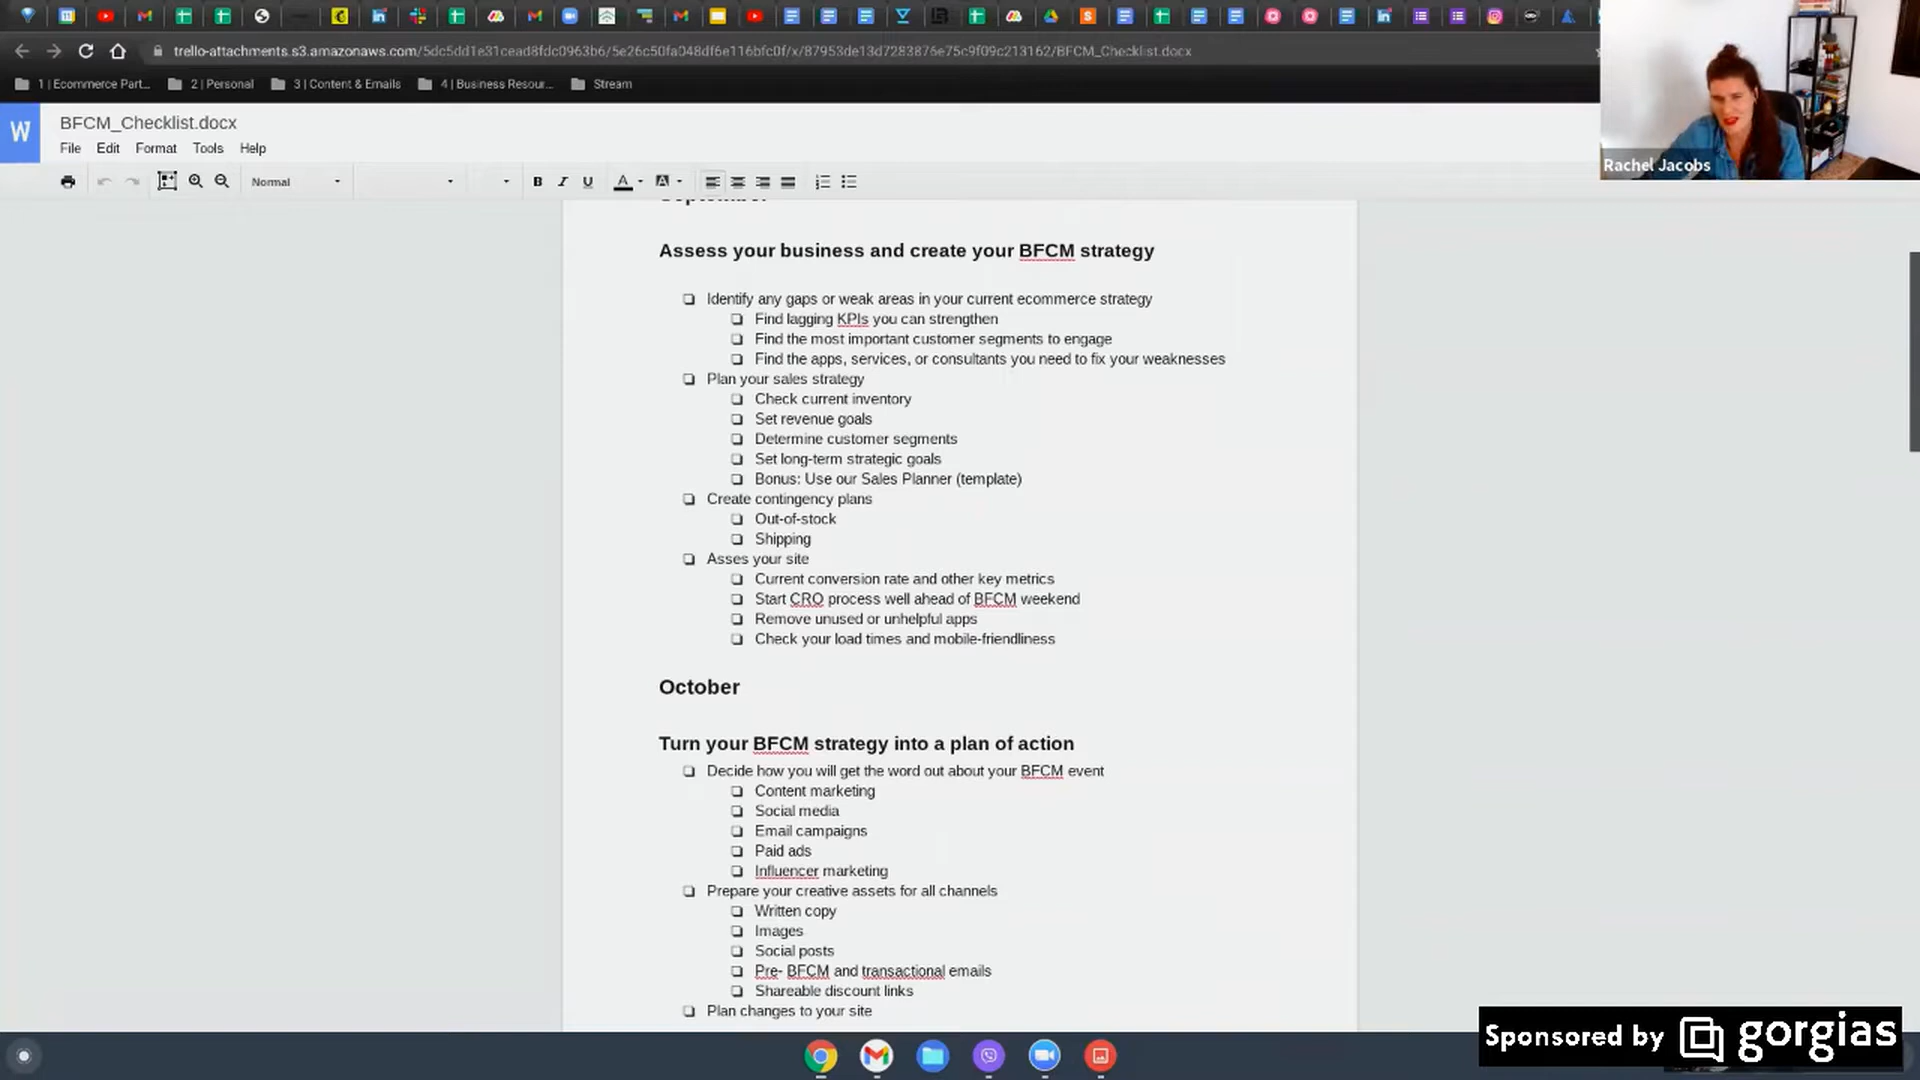 trello-attachments.s3.amazonaws.com/5dc5dd1e31cead8fdc0963b6/5e26c50fa048df6e116bfc0f/x/87953de13d7283876e75c9f09c213162/BFCM_Checklist.docx
1 | Ecommerce Part...
2 | Personal
3 | Content & Emails
4 | Business Resour...
Stream
Rachel Jacobs
W
BFCM_Checklist.docx
File Edit Format Tools Help
Normal
B I U A A
September
Assess your business and create your BFCM strategy
❏ Identify any gaps or weak areas in your current ecommerce strategy
❏ Find lagging KPIs you can strengthen
❏ Find the most important customer segments to engage
❏ Find the apps, services, or consultants you need to fix your weaknesses
❏ Plan your sales strategy
❏ Check current inventory
❏ Set revenue goals
❏ Determine customer segments
❏ Set long-term strategic goals
❏ Bonus: Use our Sales Planner (template)
❏ Create contingency plans
❏ Out-of-stock
❏ Shipping
❏ Asses your site
❏ Current conversion rate and other key metrics
❏ Start CRO process well ahead of BFCM weekend
❏ Remove unused or unhelpful apps
❏ Check your load times and mobile-friendliness
October
Turn your BFCM strategy into a plan of action
❏ Decide how you will get the word out about your BFCM event
❏ Content marketing
❏ Social media
❏ Email campaigns
❏ Paid ads
❏ Influencer marketing
❏ Prepare your creative assets for all channels
❏ Written copy
❏ Images
❏ Social posts
❏ Pre- BFCM and transactional emails
❏ Shareable discount links
❏ Plan changes to your site
Sponsored by gorgias